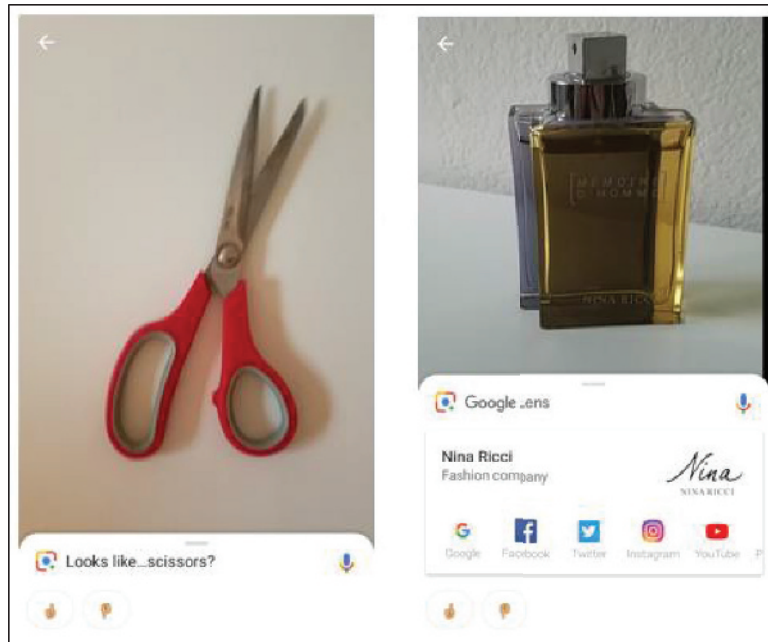 Looks like...scissors?
[MEMOIRE
D'HOMME]
NINA RICCI
Google .ens
Nina Ricci
Fashion company
Nina
NINA RICCI
Google
Facebook
Twitter
Instagram
YouTube
P